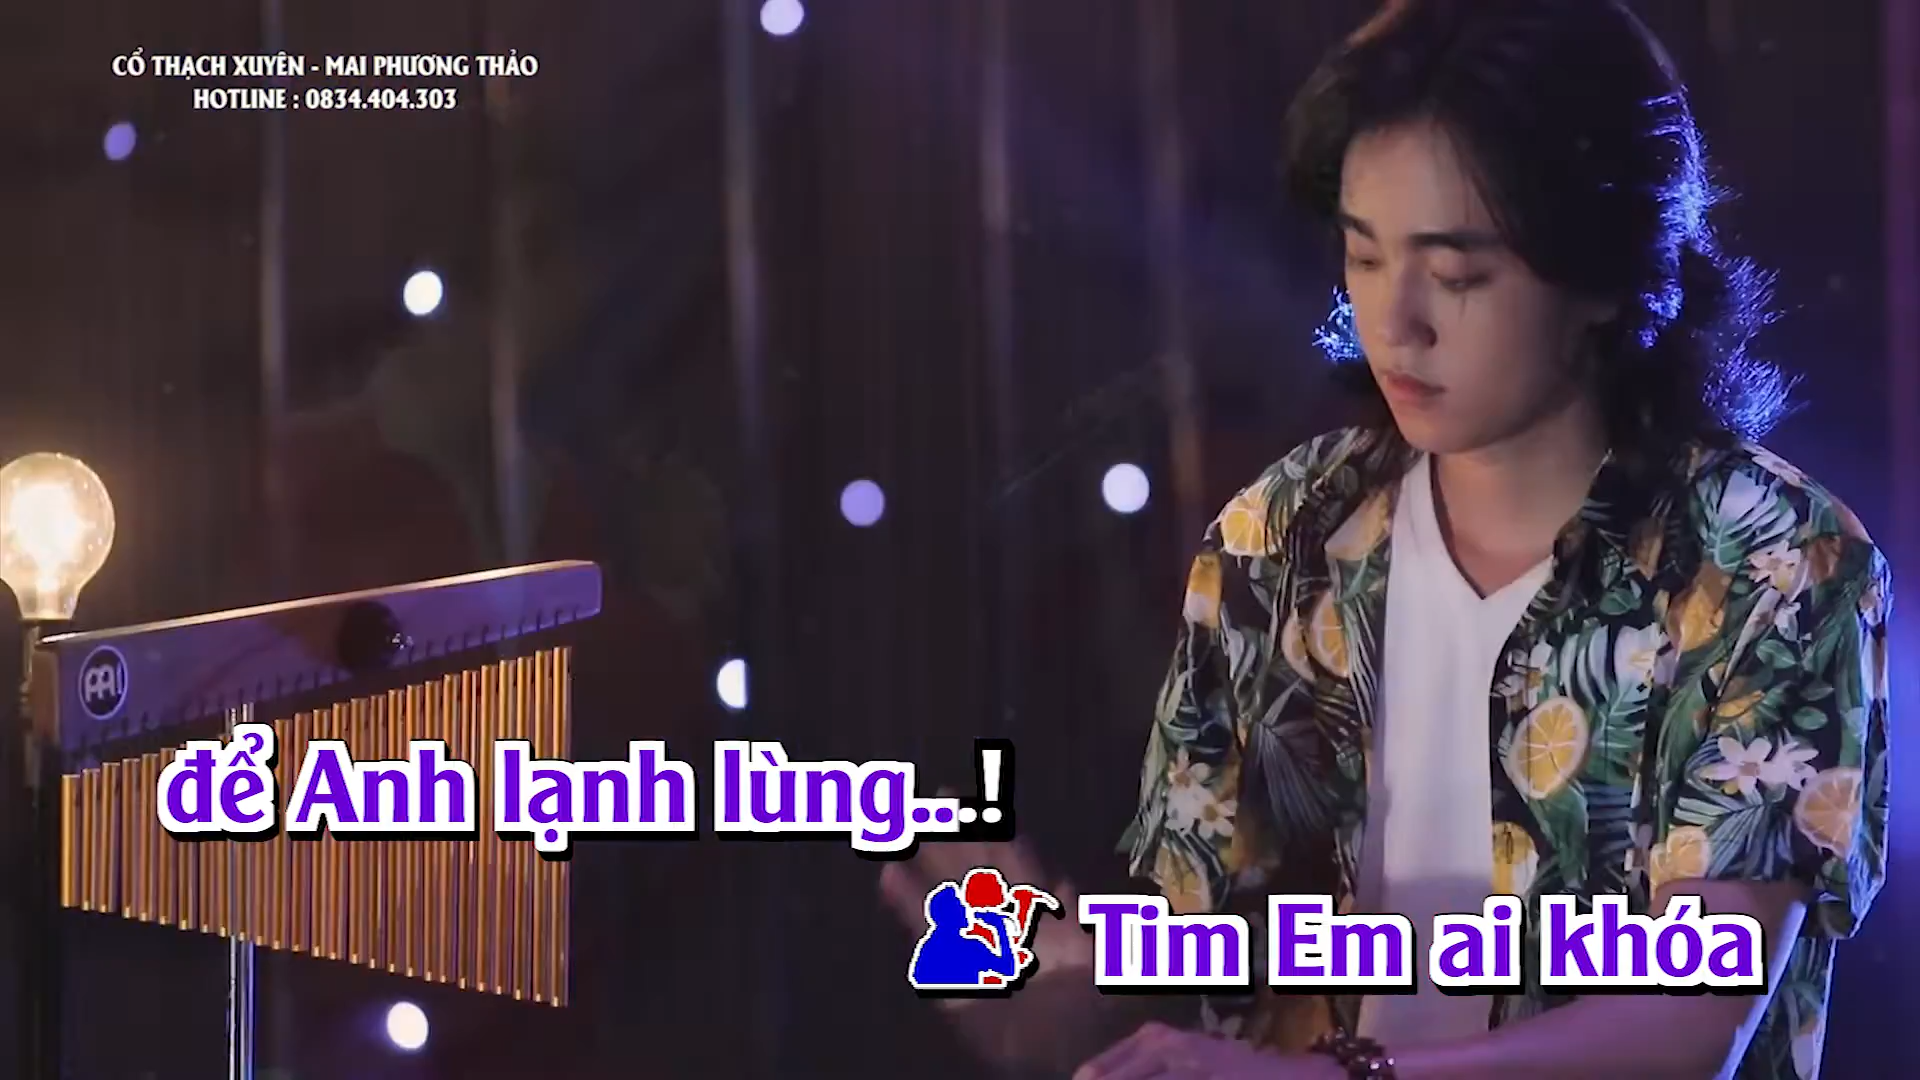 CỔ THẠCH XUYÊN - MAI PHƯƠNG THẢO
HOTLINE : 0834.404.303
để Anh lạnh lùng...!
Tim Em ai khóa